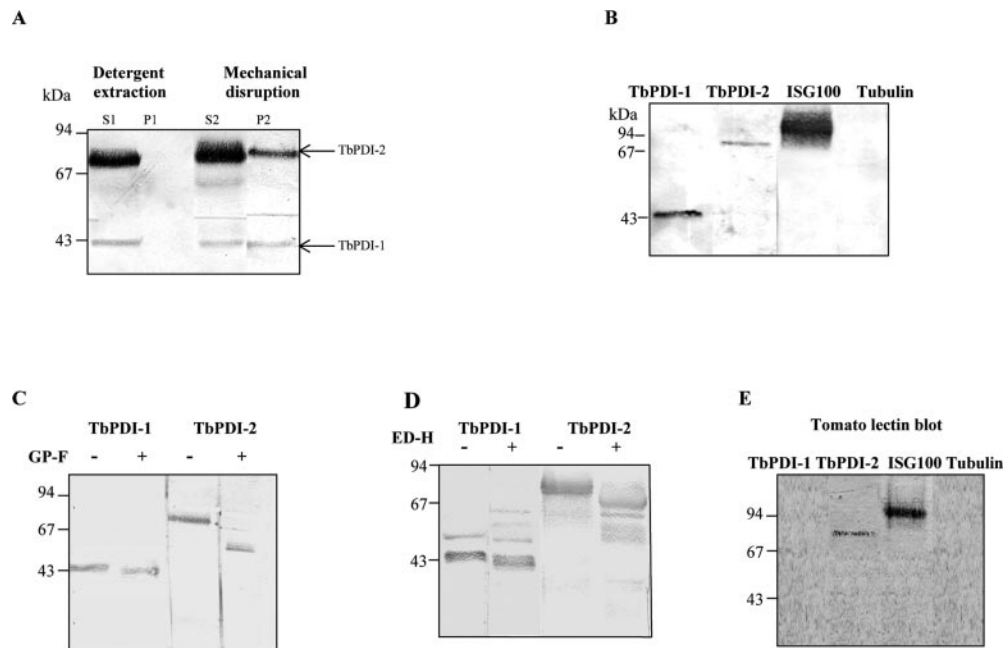 A
Detergent extraction
Mechanical disruption
kDa
S1 P1 S2 P2
94
67
43
TbPDI-2
TbPDI-1
B
TbPDI-1 TbPDI-2 ISG100 Tubulin
kDa
94
67
43
C
TbPDI-1 TbPDI-2
GP-F - + - +
94
67
43
D
TbPDI-1 TbPDI-2
ED-H - + - +
94
67
43
E
Tomato lectin blot
TbPDI-1 TbPDI-2 ISG100 Tubulin
94
67
43